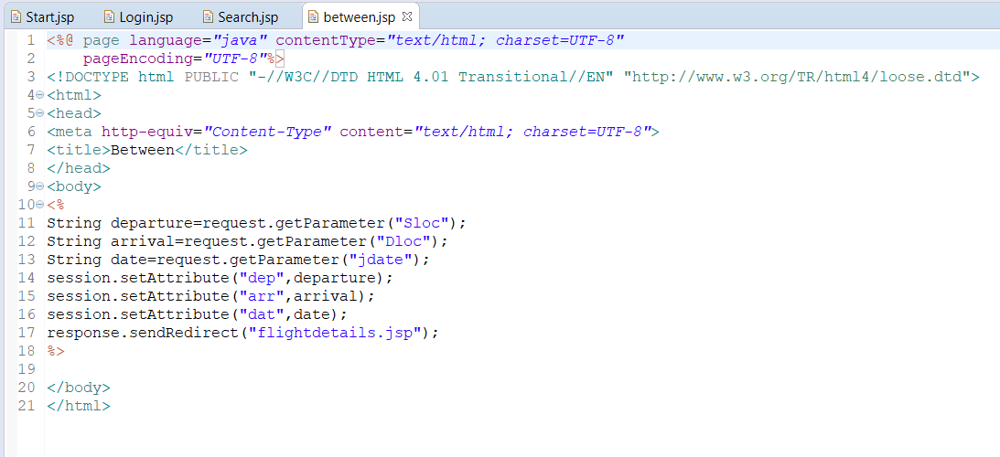 Start.jsp Login.jsp Search.jsp between.jsp
1 <%@ page language="java" contentType="text/html; charset=UTF-8"
2     pageEncoding="UTF-8"%>
3 <!DOCTYPE html PUBLIC "-//W3C//DTD HTML 4.01 Transitional//EN" "http://www.w3.org/TR/html4/loose.dtd">
4 <html>
5 <head>
6 <meta http-equiv="Content-Type" content="text/html; charset=UTF-8">
7 <title>Between</title>
8 </head>
9 <body>
10 <%
11 String departure=request.getParameter("Sloc");
12 String arrival=request.getParameter("Dloc");
13 String date=request.getParameter("jdate");
14 session.setAttribute("dep",departure);
15 session.setAttribute("arr",arrival);
16 session.setAttribute("dat",date);
17 response.sendRedirect("flightdetails.jsp");
18 %>
19
20 </body>
21 </html>